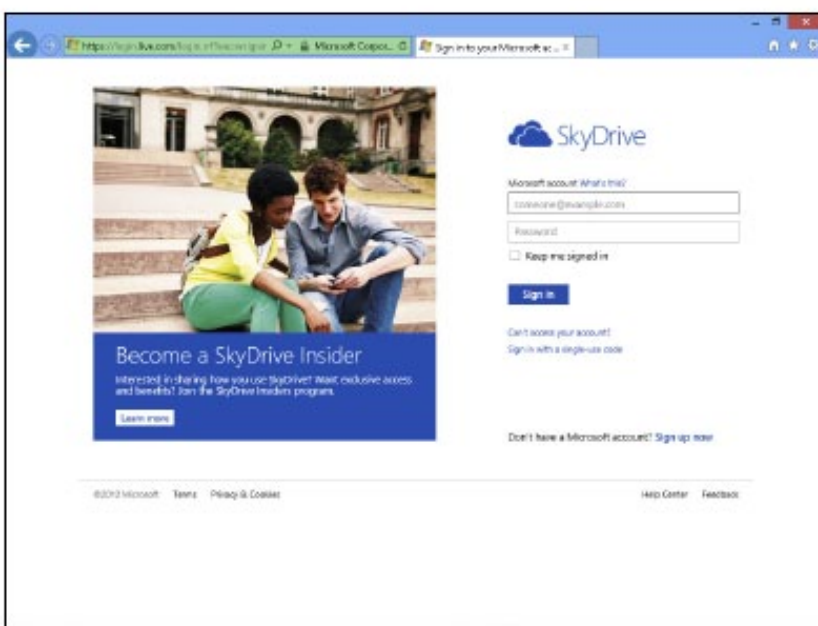 Microsoft Corpor...
Sign in to your Microsoft ac...
SkyDrive
Microsoft account What's this?
someone@example.com
Password
Keep me signed in
Sign in
Can't access your account?
Sign in with a single-use code
Become a SkyDrive Insider
Interested in sharing how you use SkyDrive? Want exclusive access
and benefits? Join the SkyDrive Insiders program.
Learn more
Don't have a Microsoft account? Sign up now
©2012 Microsoft Terms Privacy & Cookies
Help Center Feedback